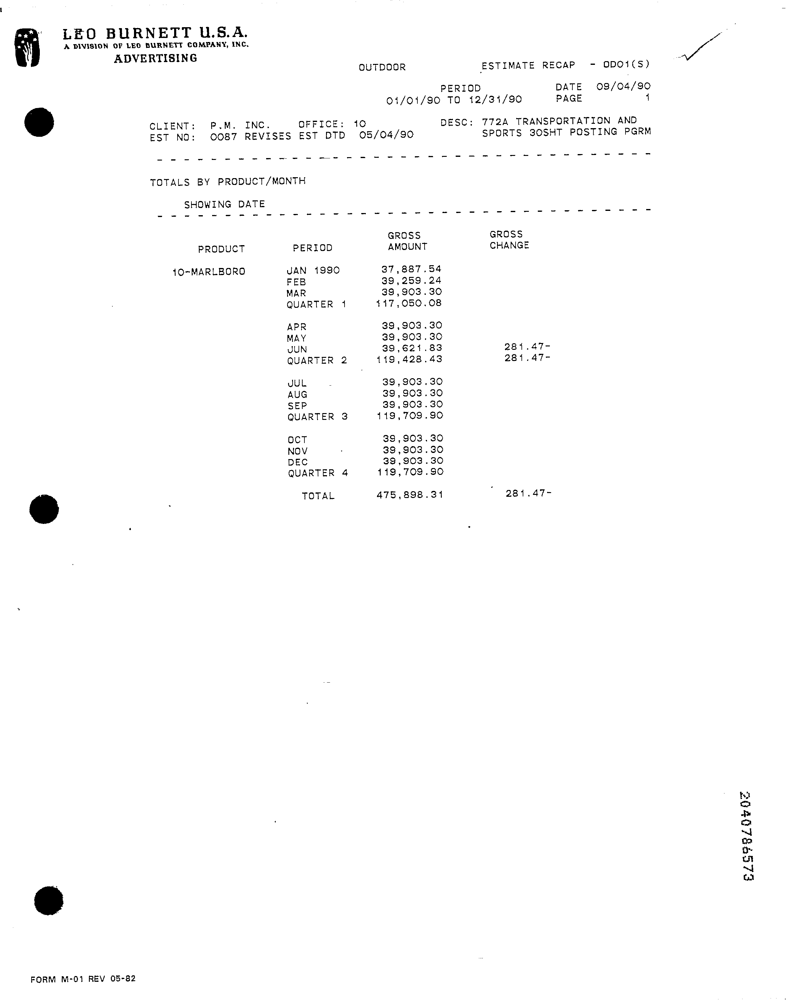 LEO BURNETT U.S.A.
A DIVISION OF LEO BURNETT COMPANY, INC.
ADVERTISING
OUTDOOR ESTIMATE RECAP - OD01(S)
PERIOD DATE 09/04/90
01/01/90 TO 12/31/90 PAGE 1
CLIENT: P.M. INC. OFFICE: 10 DESC: 772A TRANSPORTATION AND
EST NO: 0087 REVISES EST DTD 05/04/90 SPORTS 30SHT POSTING PGRM
- - - - - - - - - - - - - - - - - - - - - - - - - - - - - - - - - - - - -
TOTALS BY PRODUCT/MONTH
SHOWING DATE
- - - - - - - - - - - - - - - - - - - - - - - - - - - - - - - - - - - - -
GROSS GROSS
PRODUCT PERIOD AMOUNT CHANGE
10-MARLBORO JAN 1990 37,887.54
FEB 39,259.24
MAR 39,903.30
QUARTER 1 117,050.08
APR 39,903.30
MAY 39,903.30
JUN 39,621.83 281.47-
QUARTER 2 119,428.43 281.47-
JUL 39,903.30
AUG 39,903.30
SEP 39,903.30
QUARTER 3 119,709.90
OCT 39,903.30
NOV 39,903.30
DEC 39,903.30
QUARTER 4 119,709.90
TOTAL 475,898.31 281.47-
2040786573
FORM M-01 REV 05-82